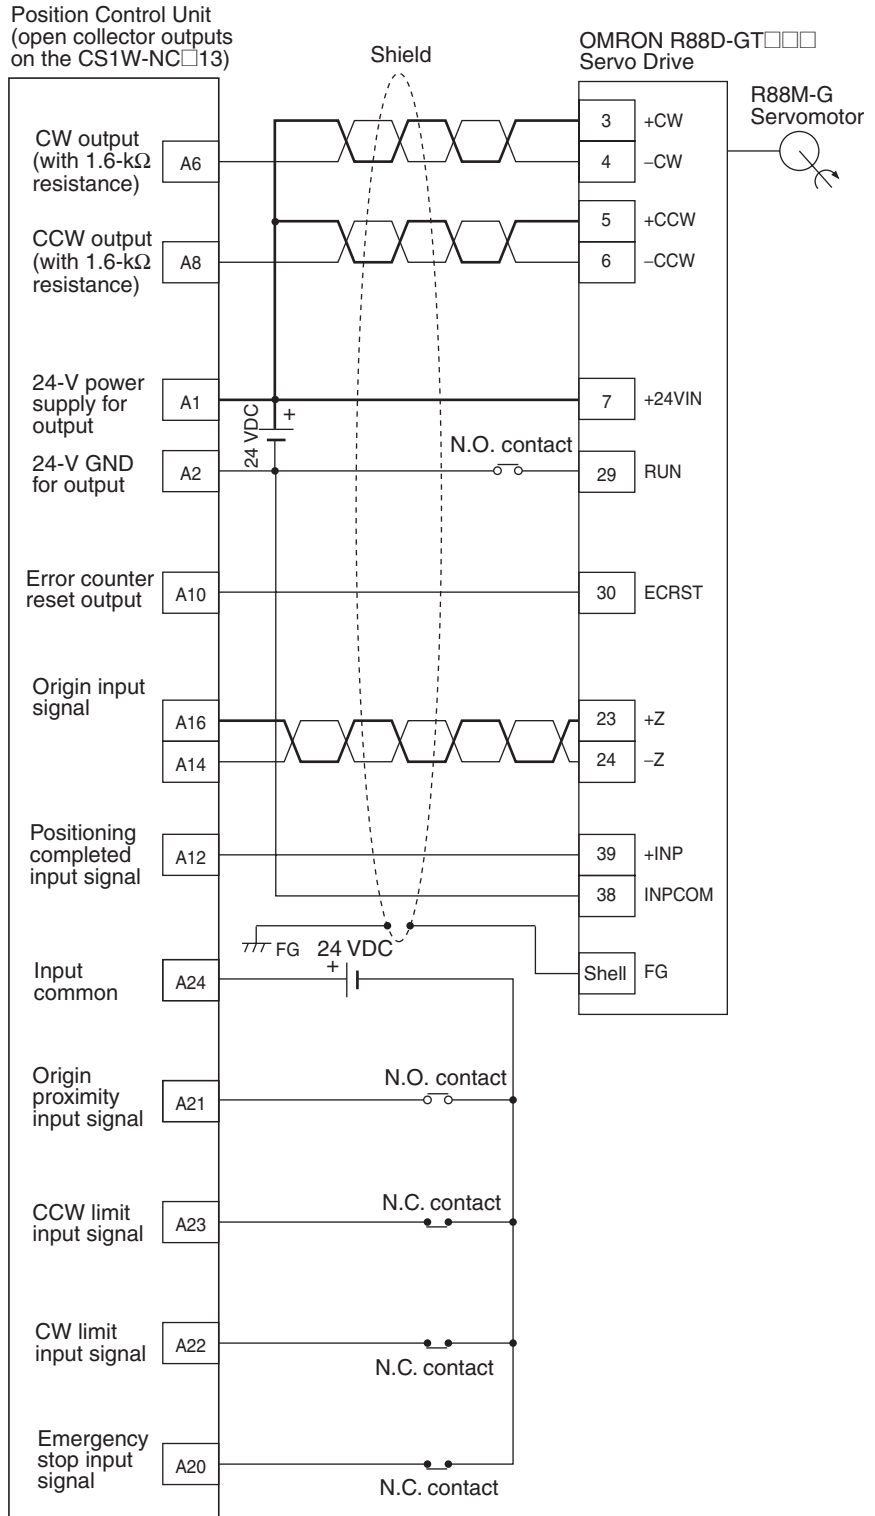 Position Control Unit
(open collector outputs
on the CS1W-NC□13)
Shield
OMRON R88D-GT□□□
Servo Drive
R88M-G
Servomotor
CW output
(with 1.6-kΩ
resistance)
A6
3
+CW
4
−CW
CCW output
(with 1.6-kΩ
resistance)
A8
5
+CCW
6
−CCW
24-V power
supply for
output
A1
24 VDC
+
7
+24VIN
24-V GND
for output
A2
N.O. contact
29
RUN
Error counter
reset output
A10
30
ECRST
Origin input
signal
A16
A14
23
+Z
24
−Z
Positioning
completed
input signal
A12
39
+INP
38
INPCOM
FG
24 VDC
+
Shell
FG
Input
common
A24
Origin
proximity
input signal
A21
N.O. contact
CCW limit
input signal
A23
N.C. contact
CW limit
input signal
A22
N.C. contact
Emergency
stop input
signal
A20
N.C. contact